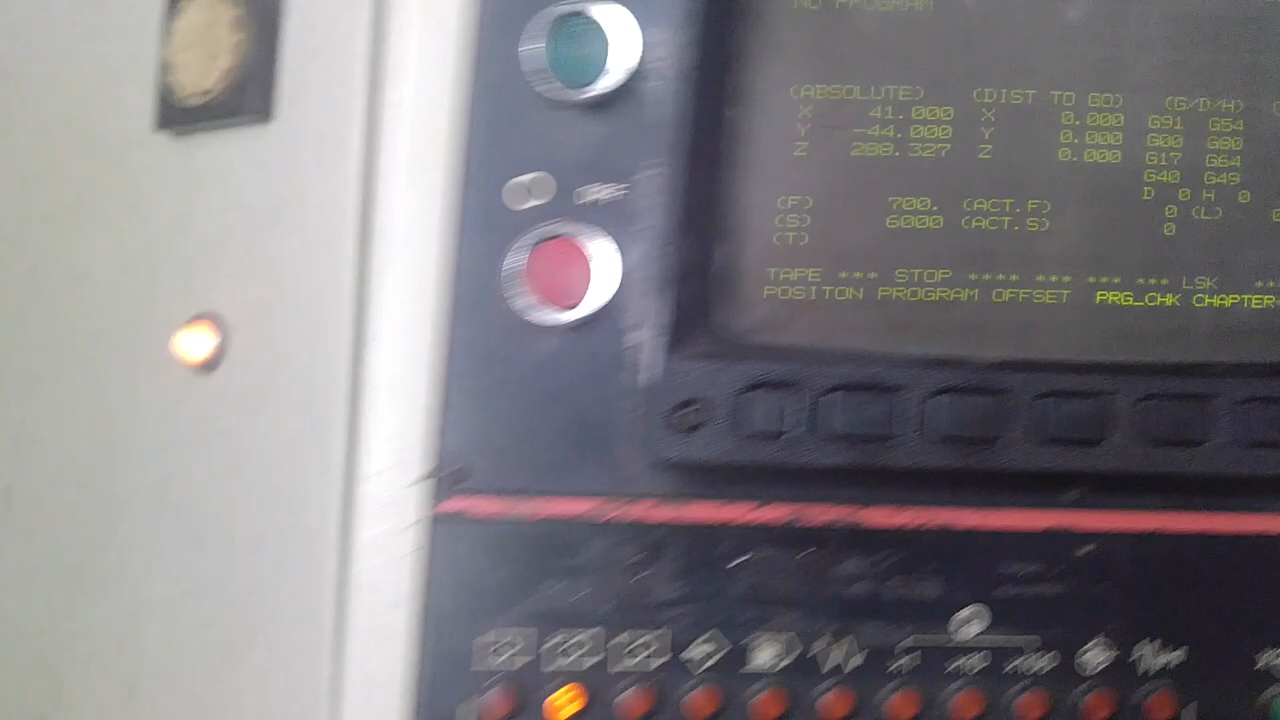 NO PROGRAM
(ABSOLUTE) (DIST TO GO) (G/D/H)
X 41.000 X 0.000 G91 G54
Y -44.000 Y 0.000 G00 G80
Z 288.327 Z 0.000 G17 G64
G40 G49
D 0 H 0
(F) 700. (ACT.F) 0 (L)
(S) 6000 (ACT.S) 0
(T)
TAPE *** STOP **** *** *** *** LSK
POSITON PROGRAM OFFSET PRG_CHK CHAPTER